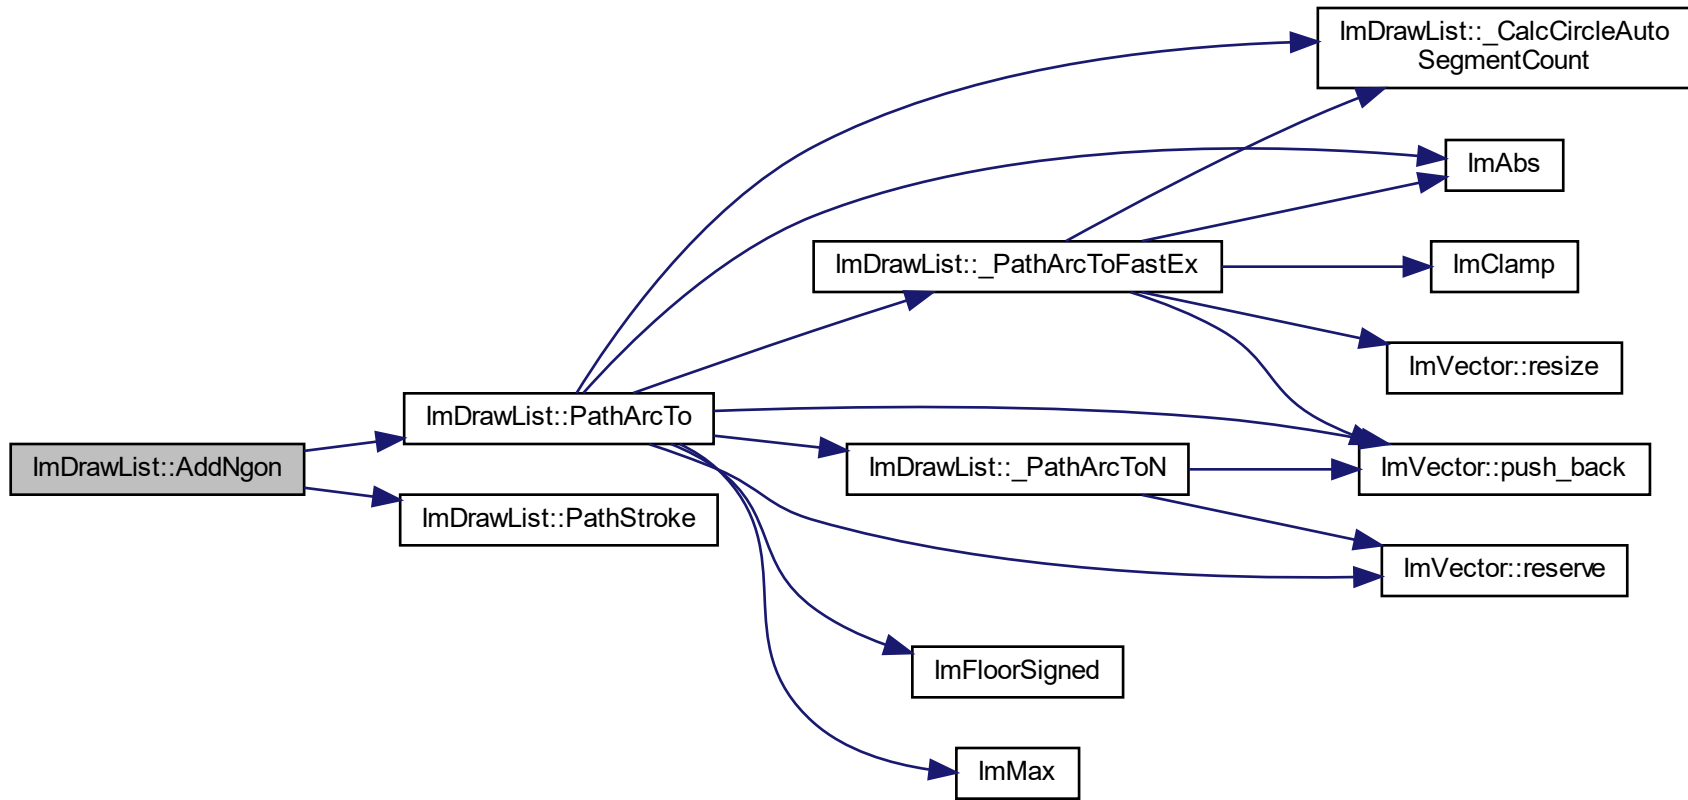 ImDrawList::_CalcCircleAuto
SegmentCount
ImAbs
ImDrawList::_PathArcToFastEx
ImClamp
ImVector::resize
ImDrawList::PathArcTo
ImDrawList::AddNgon
ImDrawList::_PathArcToN
ImVector::push_back
ImDrawList::PathStroke
ImVector::reserve
ImFloorSigned
ImMax